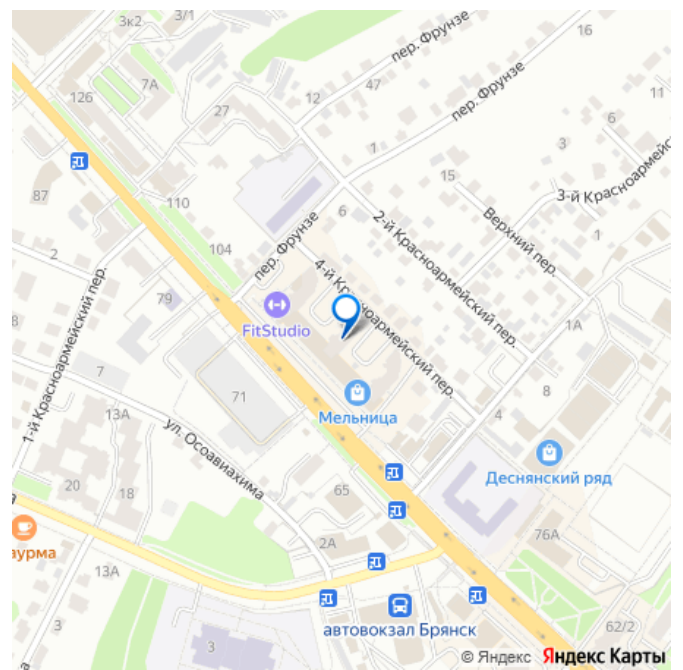 3к2
3/1
16
пер. Фрунзе
7А
126
47
12
27
пер. Фрунзе
11
6
3
1
15
87
110
6
3-й Красноармейск
Верхний пер.
2-й Красноармейский пер.
104
пер. Фрунзе
1
2
4-й Красноармейский пер.
79
1-й Красноармейский пер.
FitStudio
8
1А
7
71
8
13А
Мельница
4
ул. Осоавиахима
Деснянский ряд
20
18
65
76А
аурма
2А
13А
3
3
автовокзал Брянск
62/2
© Яндекс Яндекс Карты